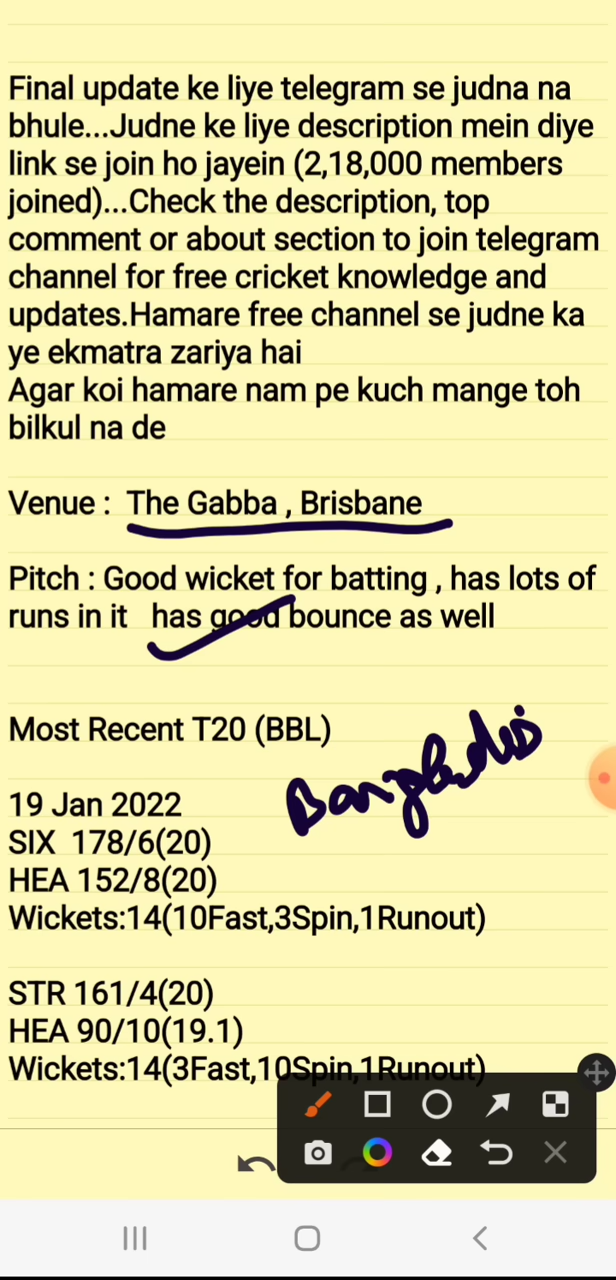 Final update ke liye telegram se judna na
bhule...Judne ke liye description mein diye
link se join ho jayein (2,18,000 members
joined)...Check the description, top
comment or about section to join telegram
channel for free cricket knowledge and
updates.Hamare free channel se judne ka
ye ekmatra zariya hai
Agar koi hamare nam pe kuch mange toh
bilkul na de
Venue : The Gabba , Brisbane
Pitch : Good wicket for batting , has lots of
runs in it has good bounce as well
Most Recent T20 (BBL)
19 Jan 2022
SIX 178/6(20)
HEA 152/8(20)
Wickets:14(10Fast,3Spin,1Runout)
STR 161/4(20)
HEA 90/10(19.1)
Wickets:14(3Fast,10Spin,1Runout)